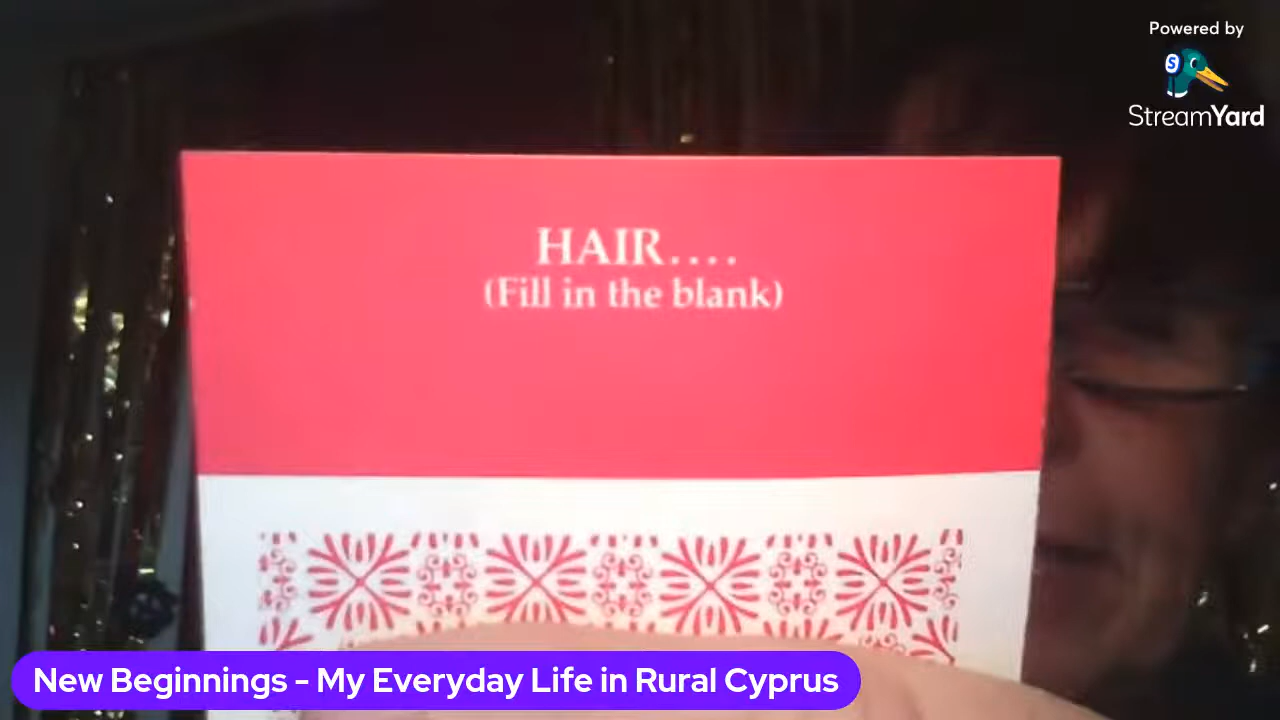 Powered by
StreamYard
HAIR....
(Fill in the blank)
New Beginnings - My Everyday Life in Rural Cyprus